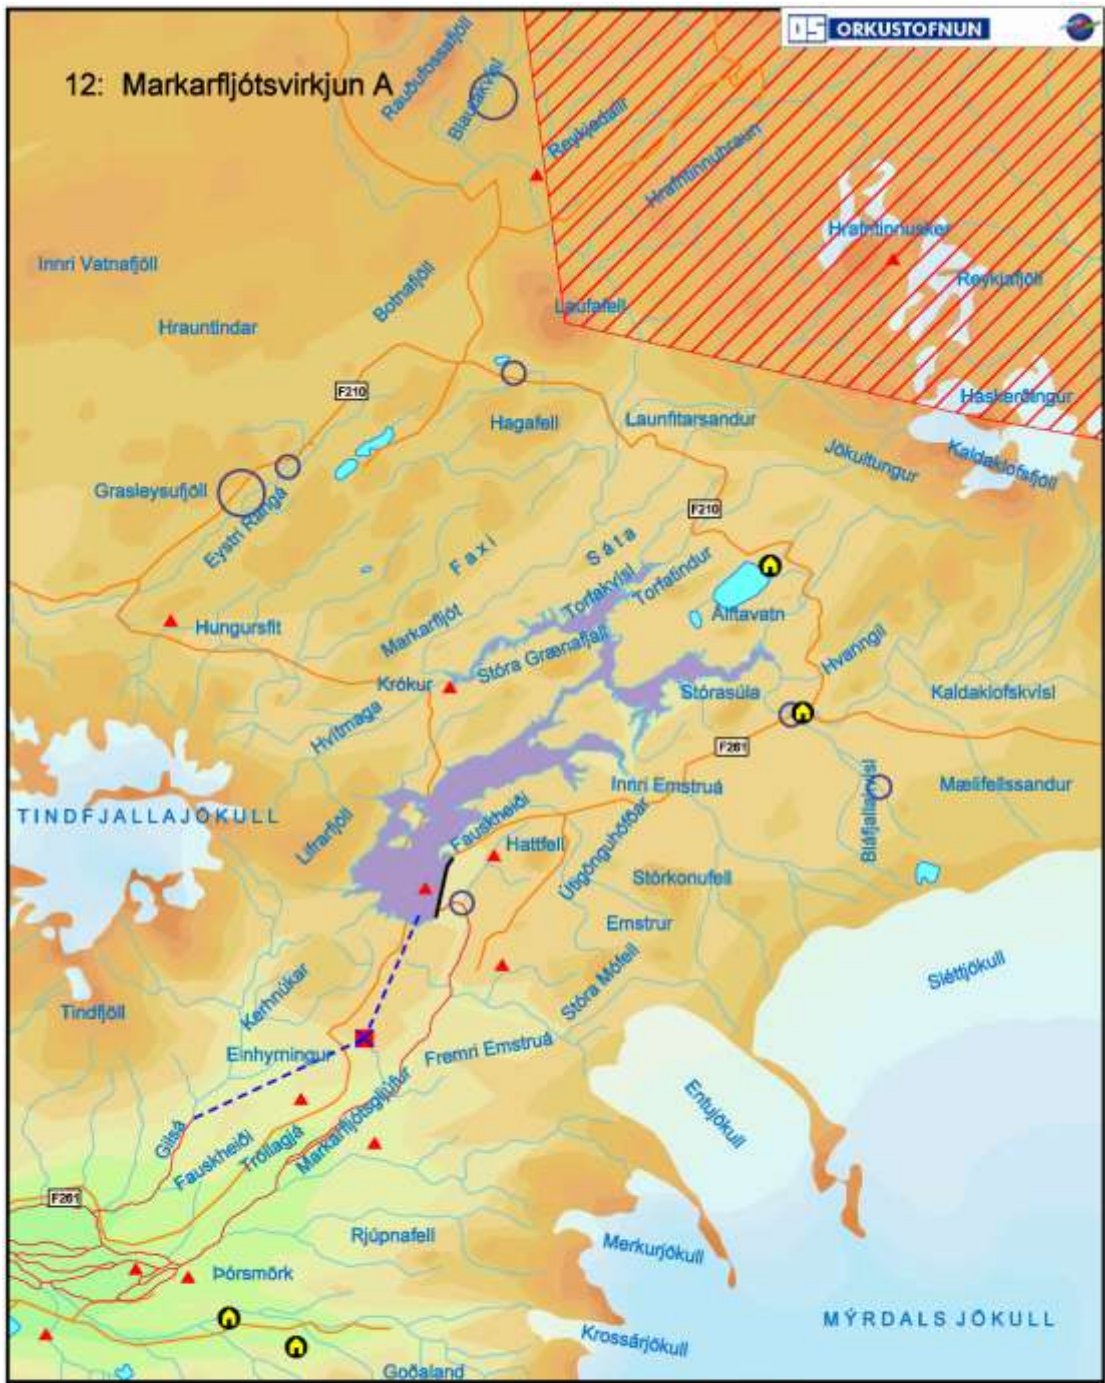 OS ORKUSTOFNUN
12: Markarfljótsvirkjun A
Rauðufossafjöll
Blautakvísl
Reykjadalir
Hrafntinnuhraun
Hrafntinnusker
Innri Vatnafjöll
Reykjafjöll
Botnafjöll
Laufafell
Hrauntindar
F210
Haskerðingur
Hagafell
Launfitarsandur
Jökultungur
Kaldaklofsfjöll
Grasleysufjöll
Eystri Rangá
F210
Faxi
Sáta
Torfakvísl
Torfatindur
Álftavatn
Hungursfit
Markarfljót
Stóra Grænafjall
Hvanngil
Krókur
Stórasúla
Kaldaklofskvísl
Hvítmaga
F261
Innri Emstruá
Bláfjallakvísl
Mælifellssandur
TINDFJALLAJÖKULL
Lifrarfjöll
Fauskheiði
Hattfell
Útigönguhöfðar
Stórkonufell
Emstrur
Sléttjökull
Kerhnúkar
Stóra Mófell
Tindfjöll
Einhyrningur
Fremri Emstruá
Entujökull
Gilsá
Fauskheiði
Tröllagjá
Markarfljótsgljúfur
F261
Rjúpnafell
Merkurjökull
Þórsmörk
MÝRDALSJÖKULL
Krossárjökull
Goðaland